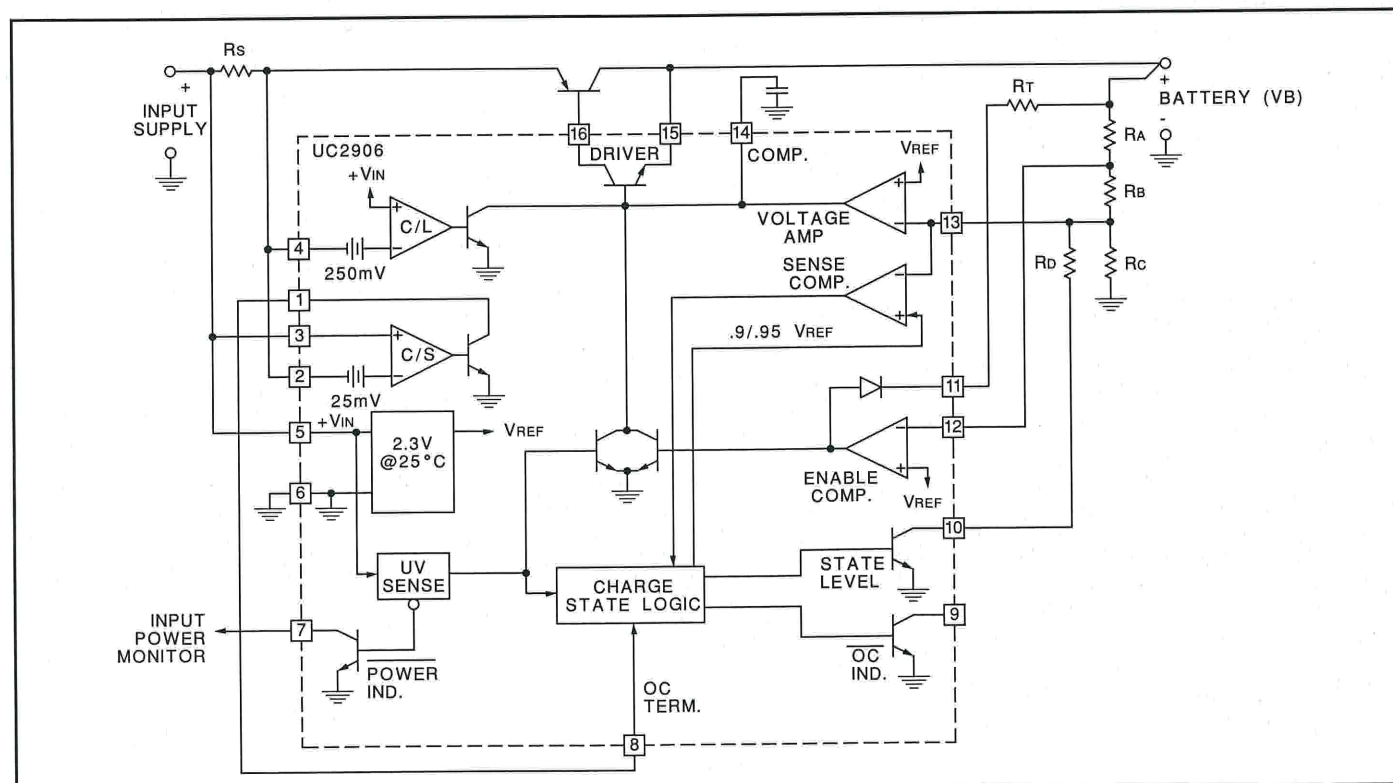 RS
+
INPUT
SUPPLY
RT
+
BATTERY (VB)
-
RA
16
15
14
UC2906
DRIVER
COMP.
VREF
+VIN
+
-
C/L
+
-
VOLTAGE
AMP
13
RB
4
250mV
SENSE
COMP.
-
+
RD
RC
1
3
+
-
C/S
.9/.95 VREF
2
25mV
11
5
+VIN
2.3V
@25°C
VREF
12
-
+
ENABLE
COMP.
VREF
6
10
UV
SENSE
CHARGE
STATE LOGIC
STATE
LEVEL
9
INPUT
POWER
MONITOR
7
POWER
IND.
OC
TERM.
OC
IND.
8